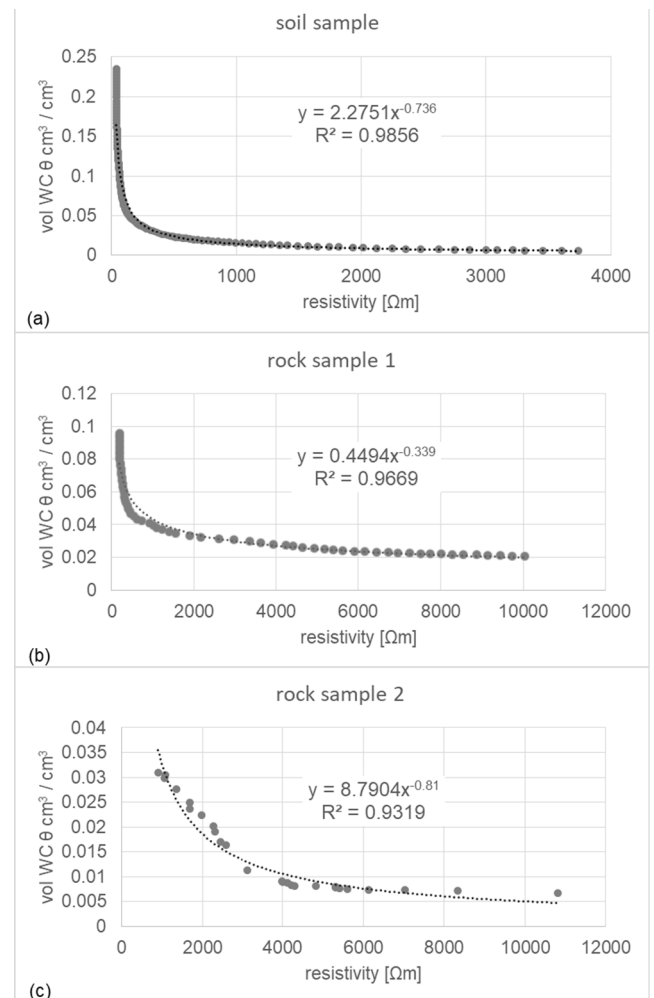 soil sample
0.25
0.2
0.15
0.1
0.05
0
vol WC θ cm³ / cm³
y = 2.2751x⁻⁰·⁷³⁶
R² = 0.9856
0 1000 2000 3000 4000
resistivity [Ωm]
(a)
rock sample 1
0.12
0.1
0.08
0.06
0.04
0.02
0
vol WC θ cm³ / cm³
y = 0.4494x⁻⁰·³³⁹
R² = 0.9669
0 2000 4000 6000 8000 10000 12000
resistivity [Ωm]
(b)
rock sample 2
0.04
0.035
0.03
0.025
0.02
0.015
0.01
0.005
0
vol WC θ cm³ / cm³
y = 8.7904x⁻⁰·⁸¹
R² = 0.9319
0 2000 4000 6000 8000 10000 12000
resistivity [Ωm]
(c)